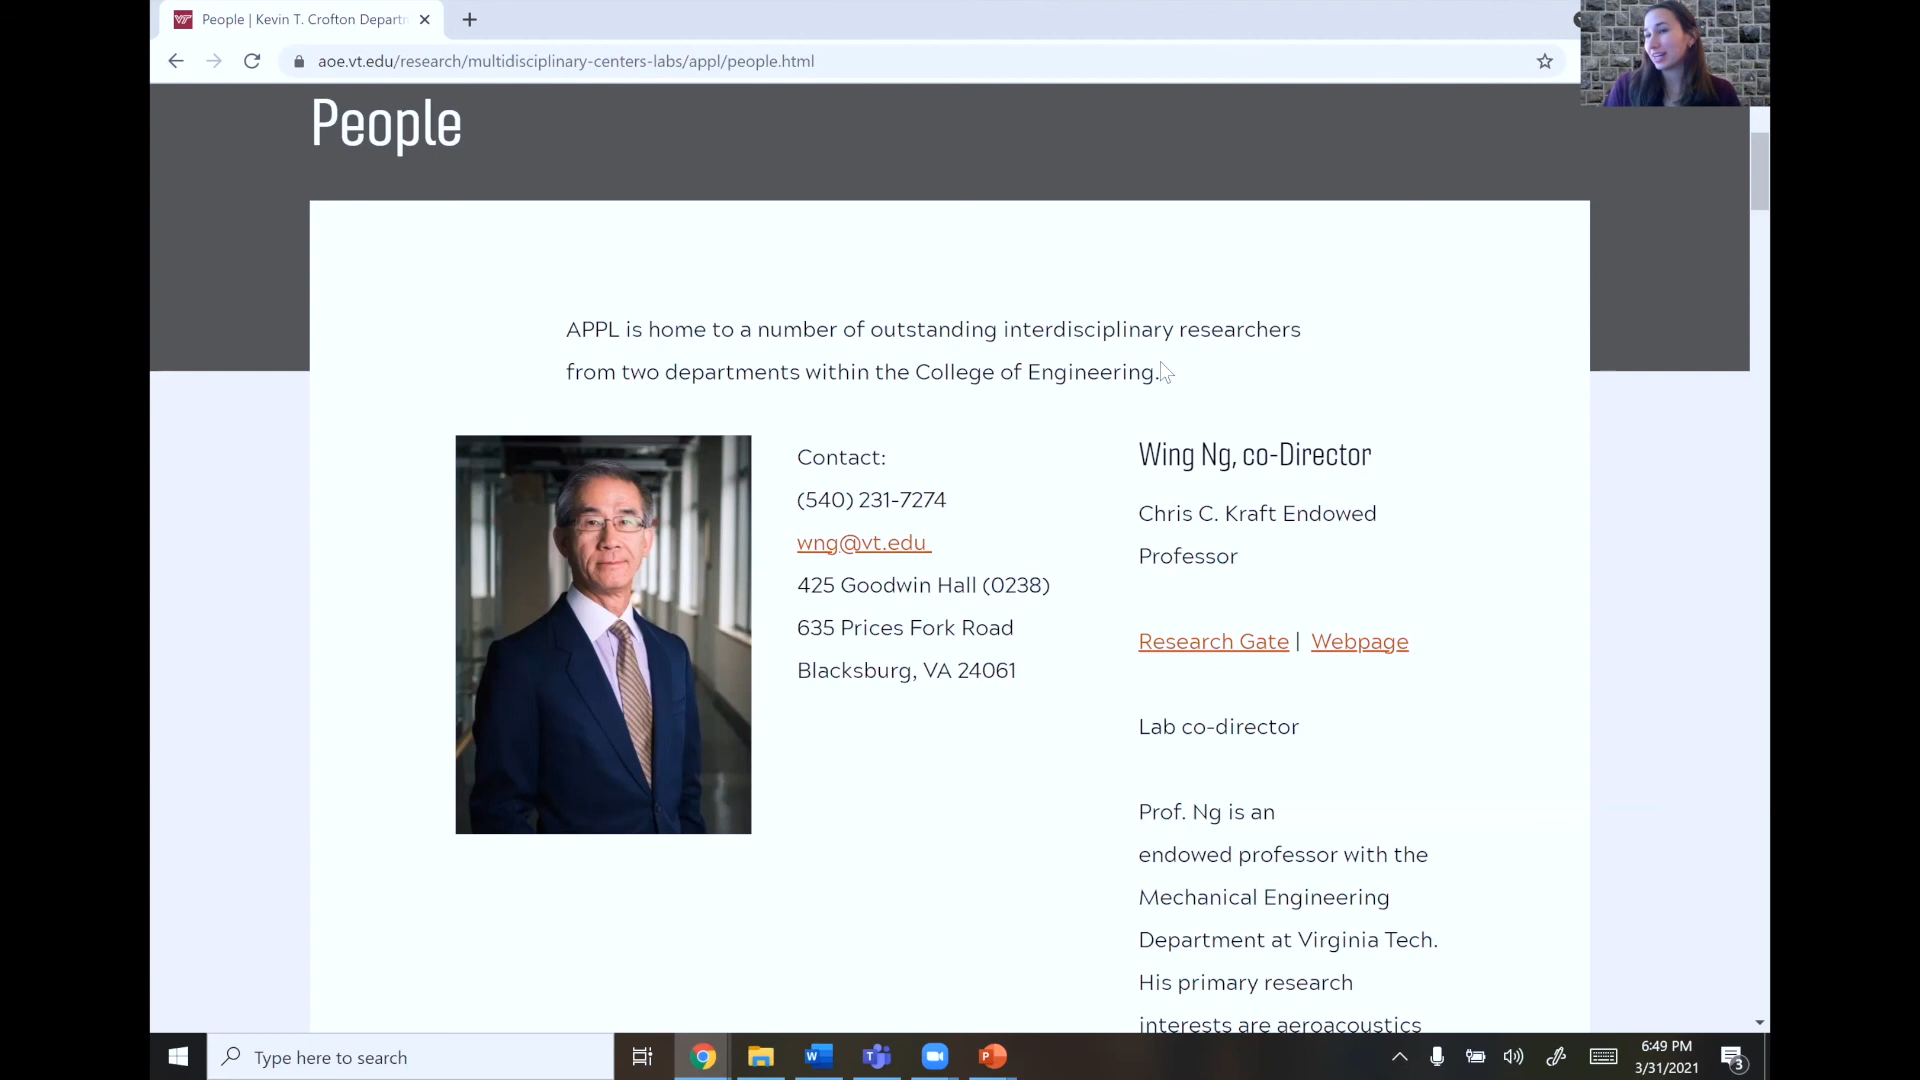 People | Kevin T. Crofton Departm
aoe.vt.edu/research/multidisciplinary-centers-labs/appl/people.html
People
APPL is home to a number of outstanding interdisciplinary researchers
from two departments within the College of Engineering.
Contact:
(540) 231-7274
wng@vt.edu
425 Goodwin Hall (0238)
635 Prices Fork Road
Blacksburg, VA 24061
Wing Ng, co-Director
Chris C. Kraft Endowed
Professor
Research Gate | Webpage
Lab co-director
Prof. Ng is an
endowed professor with the
Mechanical Engineering
Department at Virginia Tech.
His primary research
interests are aeroacoustics
Type here to search
6:49 PM
3/31/2021
3